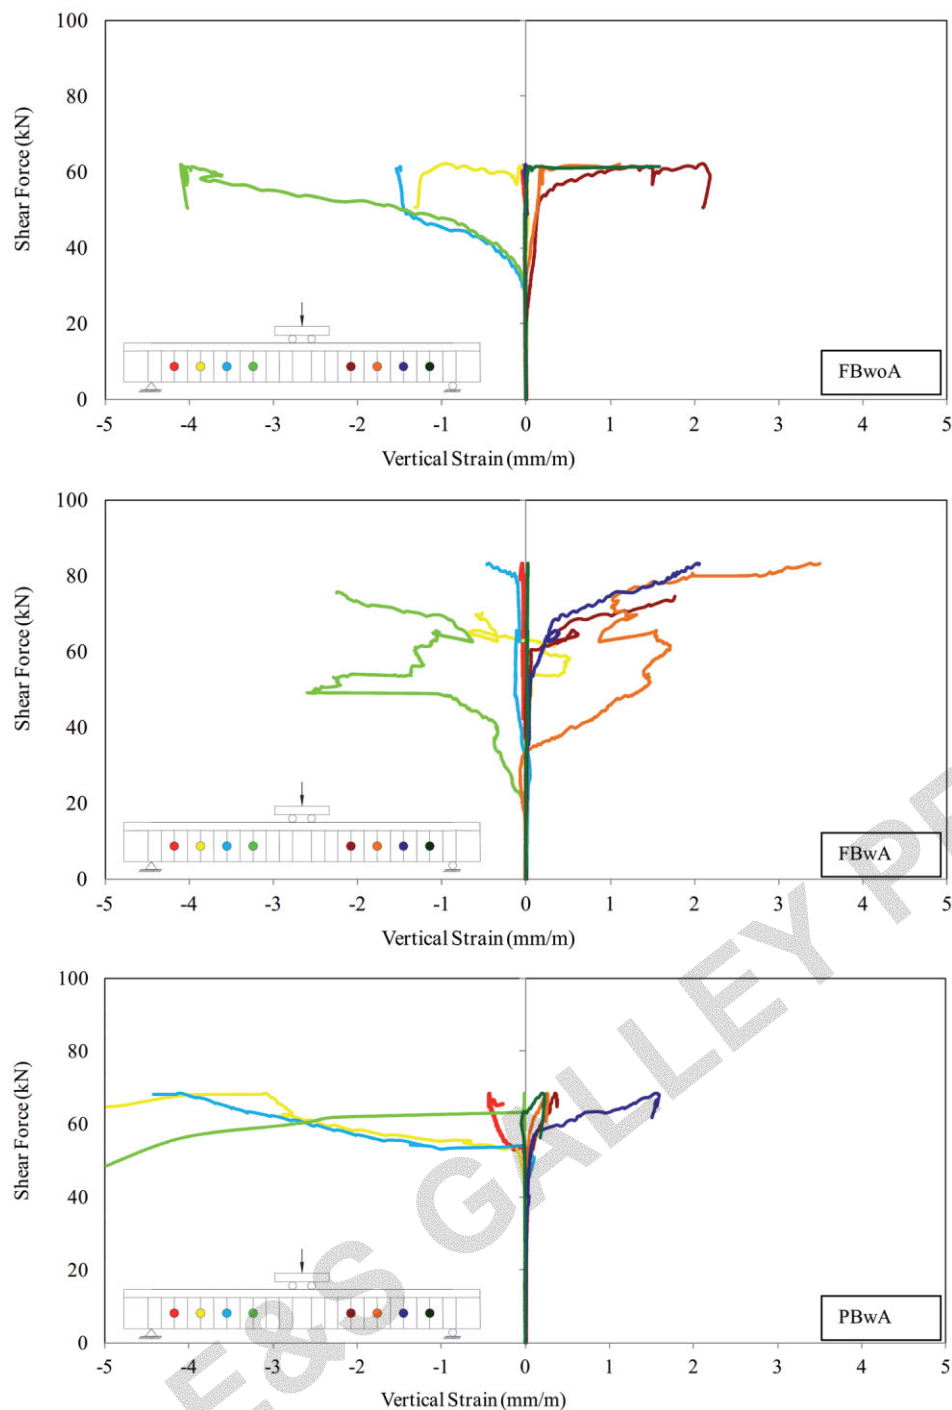 100
80
60
40
20
0
Shear Force (kN)
FBwoA
-5 -4 -3 -2 -1 0 1 2 3 4 5
Vertical Strain (mm/m)
100
80
60
40
20
0
Shear Force (kN)
FBwA
-5 -4 -3 -2 -1 0 1 2 3 4 5
Vertical Strain (mm/m)
100
80
60
40
20
0
Shear Force (kN)
PBwA
-5 -4 -3 -2 -1 0 1 2 3 4 5
Vertical Strain (mm/m)
E&S GALLEY PR